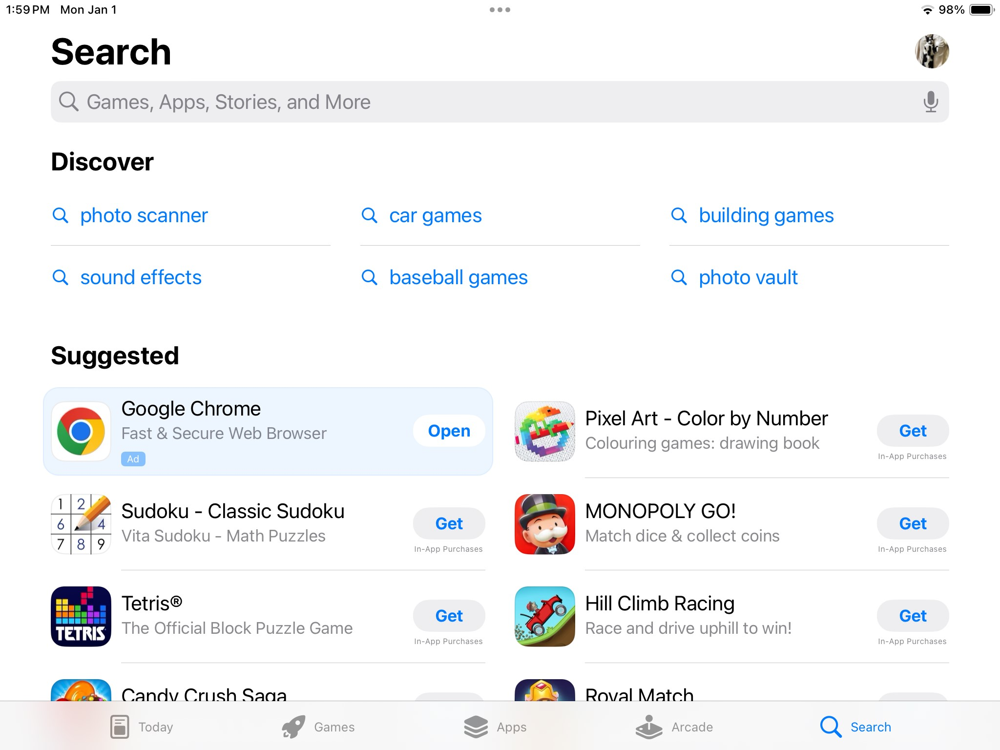 1:59 PM Mon Jan 1
98%
Search
Games, Apps, Stories, and More
Discover
photo scanner
car games
building games
sound effects
baseball games
photo vault
Suggested
Google Chrome
Fast & Secure Web Browser
Ad
Open
Pixel Art - Color by Number
Colouring games: drawing book
Get
In-App Purchases
1 2
6 4
7 8 9
Sudoku - Classic Sudoku
Vita Sudoku - Math Puzzles
Get
In-App Purchases
MONOPOLY GO!
Match dice & collect coins
Get
In-App Purchases
TETRIS
Tetris®
The Official Block Puzzle Game
Get
In-App Purchases
Hill Climb Racing
Race and drive uphill to win!
Get
In-App Purchases
Candy Crush Saga
Royal Match
Today
Games
Apps
Arcade
Search